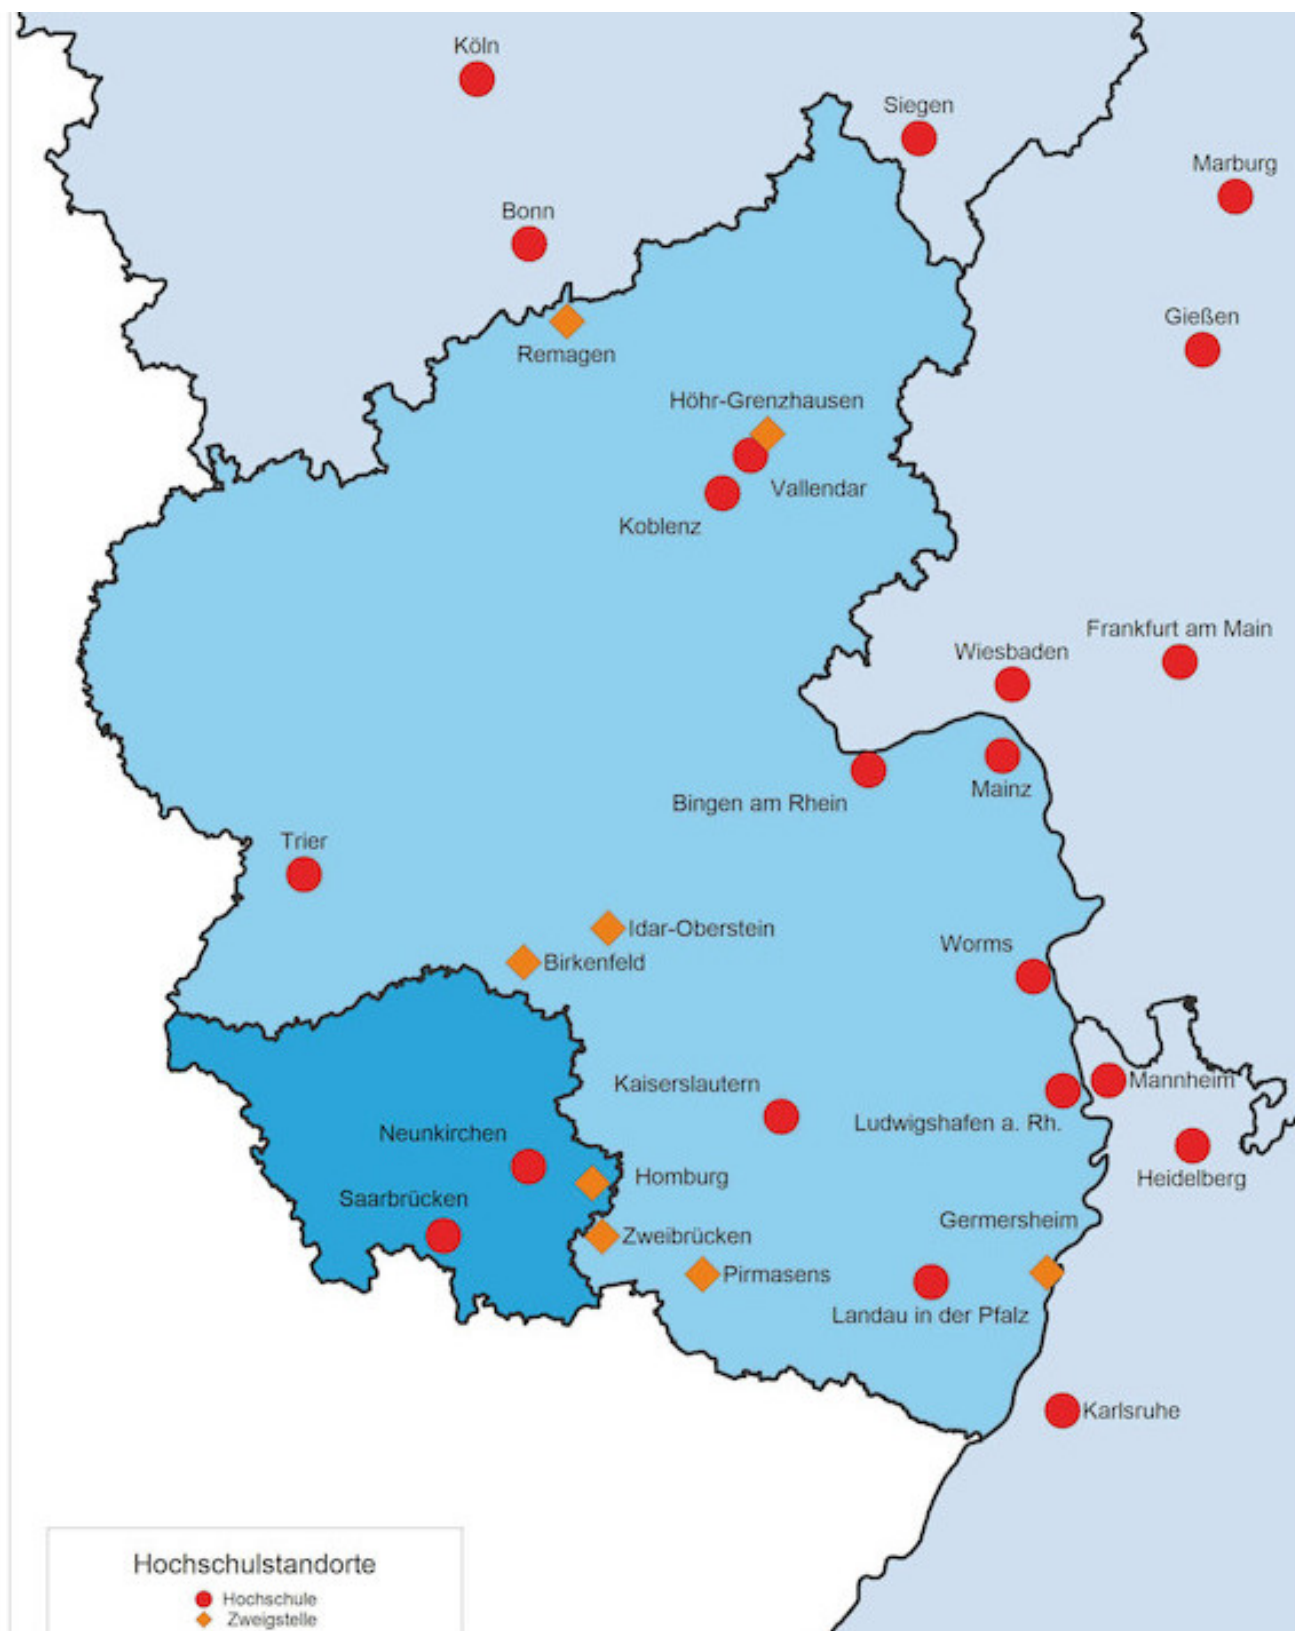 Köln
Siegen
Marburg
Bonn
Gießen
Remagen
Höhr-Grenzhausen
Vallendar
Koblenz
Frankfurt am Main
Wiesbaden
Mainz
Bingen am Rhein
Trier
Idar-Oberstein
Worms
Birkenfeld
Kaiserslautern
Mannheim
Ludwigshafen a. Rh.
Neunkirchen
Homburg
Heidelberg
Saarbrücken
Germersheim
Zweibrücken
Pirmasens
Landau in der Pfalz
Karlsruhe
Hochschulstandorte
Hochschule
Zweigstelle